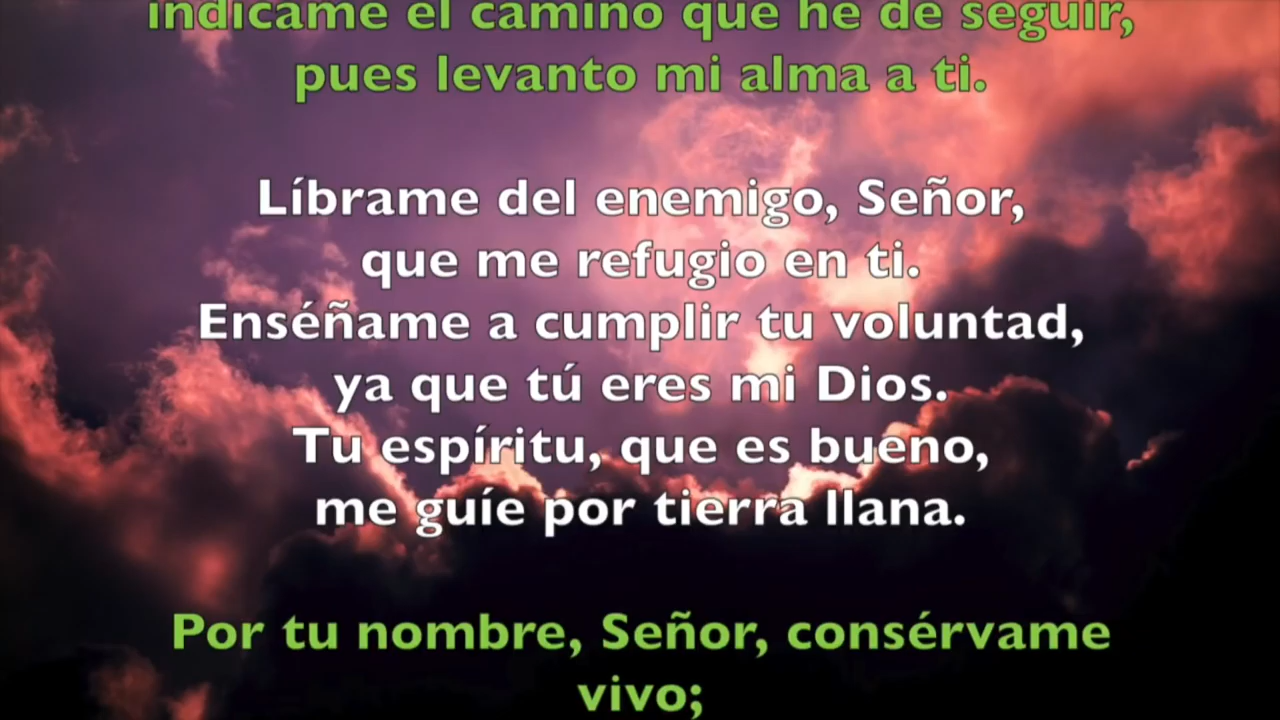 indícame el camino que he de seguir,
pues levanto mi alma a ti.
Líbrame del enemigo, Señor,
que me refugio en ti.
Enséñame a cumplir tu voluntad,
ya que tú eres mi Dios.
Tu espíritu, que es bueno,
me guíe por tierra llana.
Por tu nombre, Señor, consérvame
vivo;